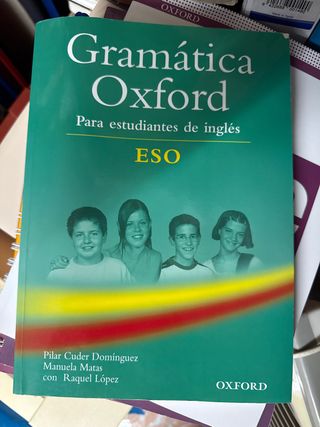 OXFORD
Gramática
Oxford
Para estudiantes de inglés
ESO
Pilar Cuder Domínguez
Manuela Matas
con Raquel López
OXFORD